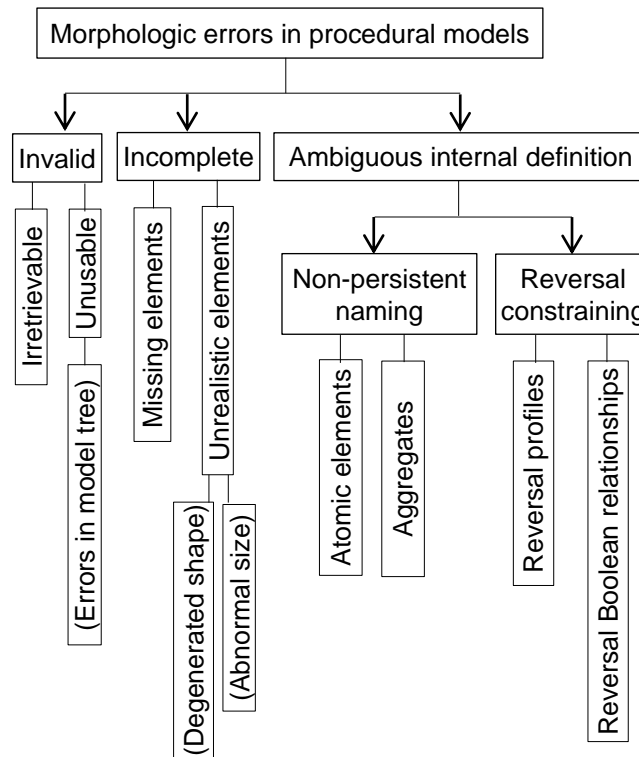 Morphologic errors in procedural models
Invalid
Incomplete
Ambiguous internal definition
Irretrievable
Unusable
(Errors in model tree)
Missing elements
Unrealistic elements
(Degenerated shape)
(Abnormal size)
Non-persistent
naming
Reversal
constraining
Atomic elements
Aggregates
Reversal profiles
Reversal Boolean relationships